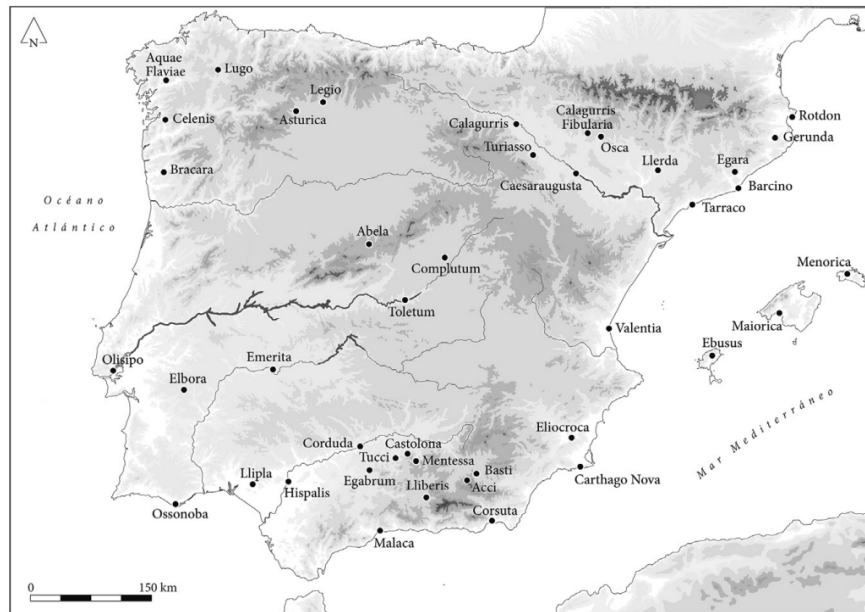 N
Aquae
Flaviae
Lugo
Legio
Asturica
Celenis
Bracara
Calagurris
Turiasso
Calagurris
Fibularia
Osca
Caesaraugusta
Llerda
Egara
Rotdon
Gerunda
Barcino
Tarraco
Océano
Atlántico
Abela
Complutum
Toletum
Menorica
Maiorica
Ebusus
Valentia
Olisipo
Elbora
Emerita
Mar Mediterráneo
Eliocroca
Carthago Nova
Corduda
Castolona
Tucci
Mentessa
Egabrum
Basti
Acci
Lliberis
Llipla
Hispalis
Ossonoba
Corsuta
Malaca
0 150 km